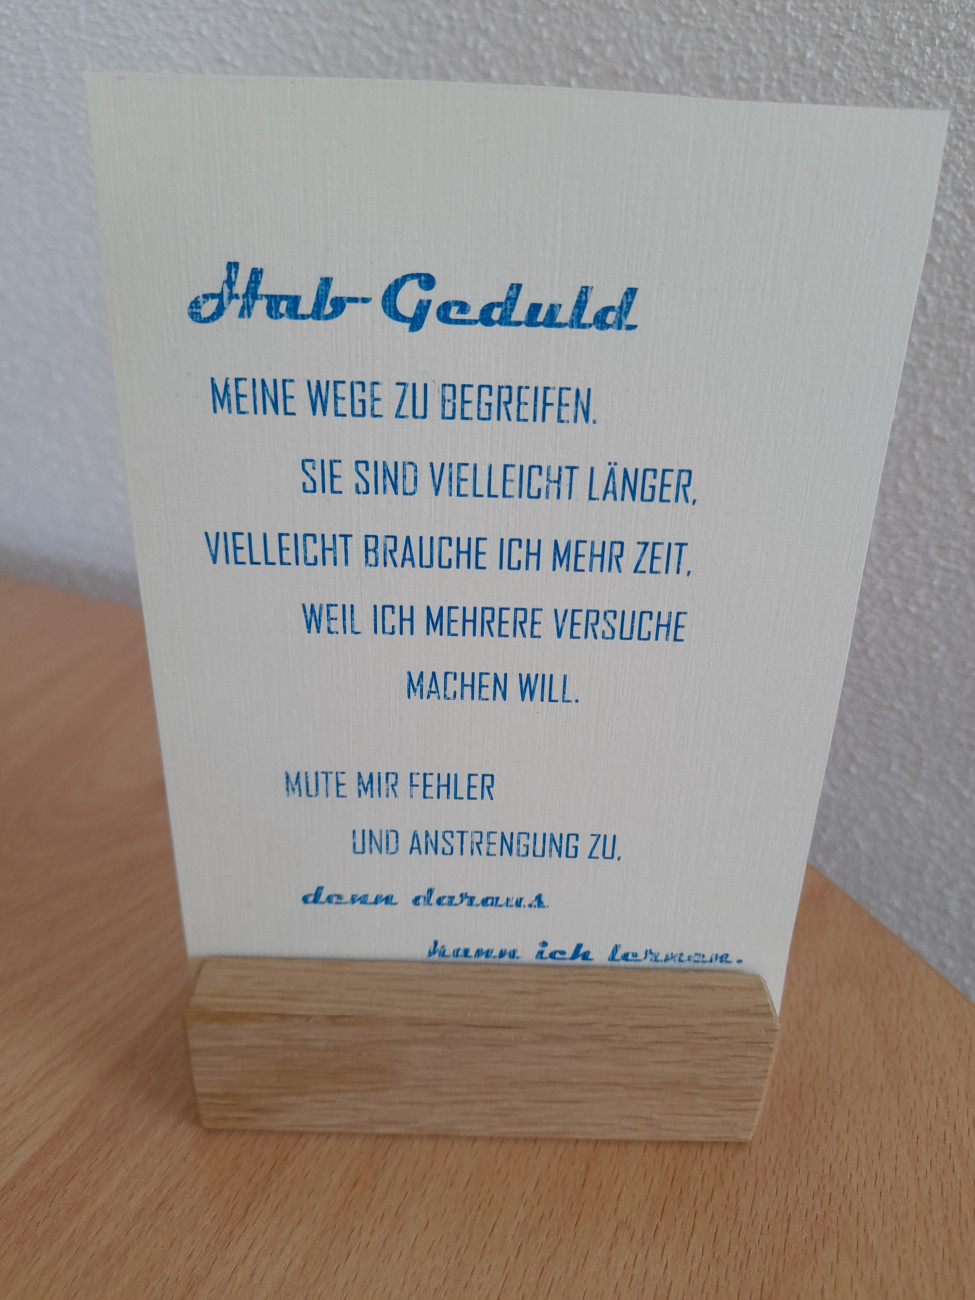 Hab Geduld
MEINE WEGE ZU BEGREIFEN.
SIE SIND VIELLEICHT LÄNGER,
VIELLEICHT BRAUCHE ICH MEHR ZEIT,
WEIL ICH MEHRERE VERSUCHE
MACHEN WILL.
MUTE MIR FEHLER
UND ANSTRENGUNG ZU,
denn daraus
kann ich lernen.